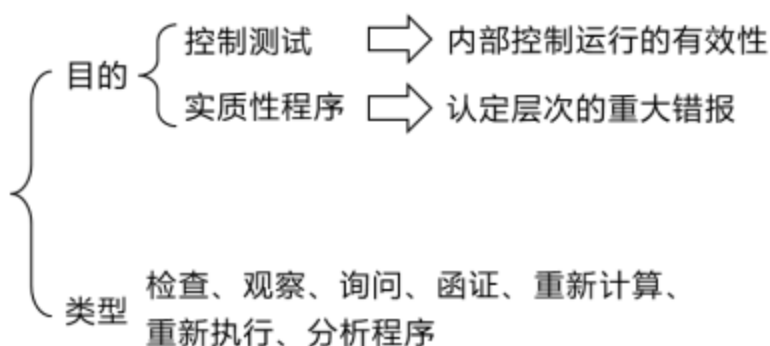 目的
控制测试 内部控制运行的有效性
实质性程序 认定层次的重大错报
类型
检查、观察、询问、函证、重新计算、
重新执行、分析程序